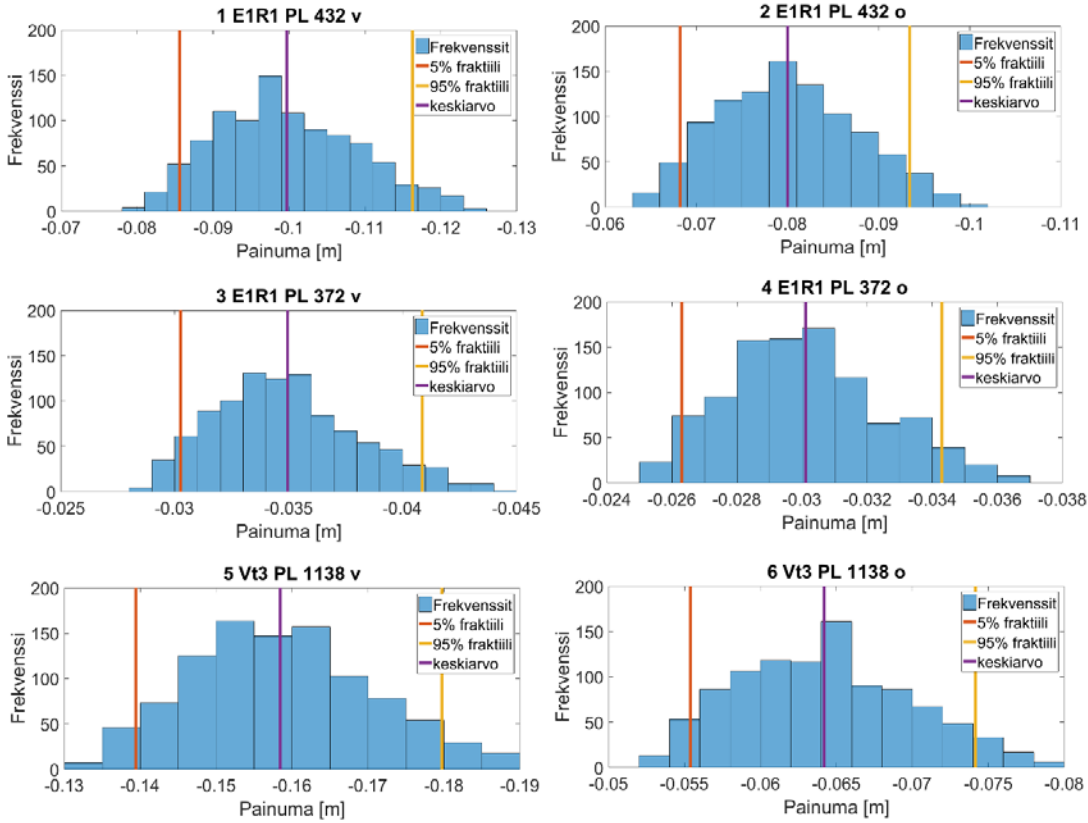 1 E1R1 PL 432 v
200
150
100
50
0
Frekvenssi
-0.07 -0.08 -0.09 -0.1 -0.11 -0.12 -0.13
Painuma [m]
Frekvenssit
5% fraktiili
95% fraktiili
keskiarvo
2 E1R1 PL 432 o
200
150
100
50
0
Frekvenssi
-0.06 -0.07 -0.08 -0.09 -0.1 -0.11
Painuma [m]
Frekvenssit
5% fraktiili
95% fraktiili
keskiarvo
3 E1R1 PL 372 v
200
150
100
50
0
Frekvenssi
-0.025 -0.03 -0.035 -0.04 -0.045
Painuma [m]
Frekvenssit
5% fraktiili
95% fraktiili
keskiarvo
4 E1R1 PL 372 o
200
150
100
50
0
Frekvenssi
-0.024 -0.026 -0.028 -0.03 -0.032 -0.034 -0.036 -0.038
Painuma [m]
Frekvenssit
5% fraktiili
95% fraktiili
keskiarvo
5 Vt3 PL 1138 v
200
150
100
50
0
Frekvenssi
-0.13 -0.14 -0.15 -0.16 -0.17 -0.18 -0.19
Painuma [m]
Frekvenssit
5% fraktiili
95% fraktiili
keskiarvo
6 Vt3 PL 1138 o
200
150
100
50
0
Frekvenssi
-0.05 -0.055 -0.06 -0.065 -0.07 -0.075 -0.08
Painuma [m]
Frekvenssit
5% fraktiili
95% fraktiili
keskiarvo